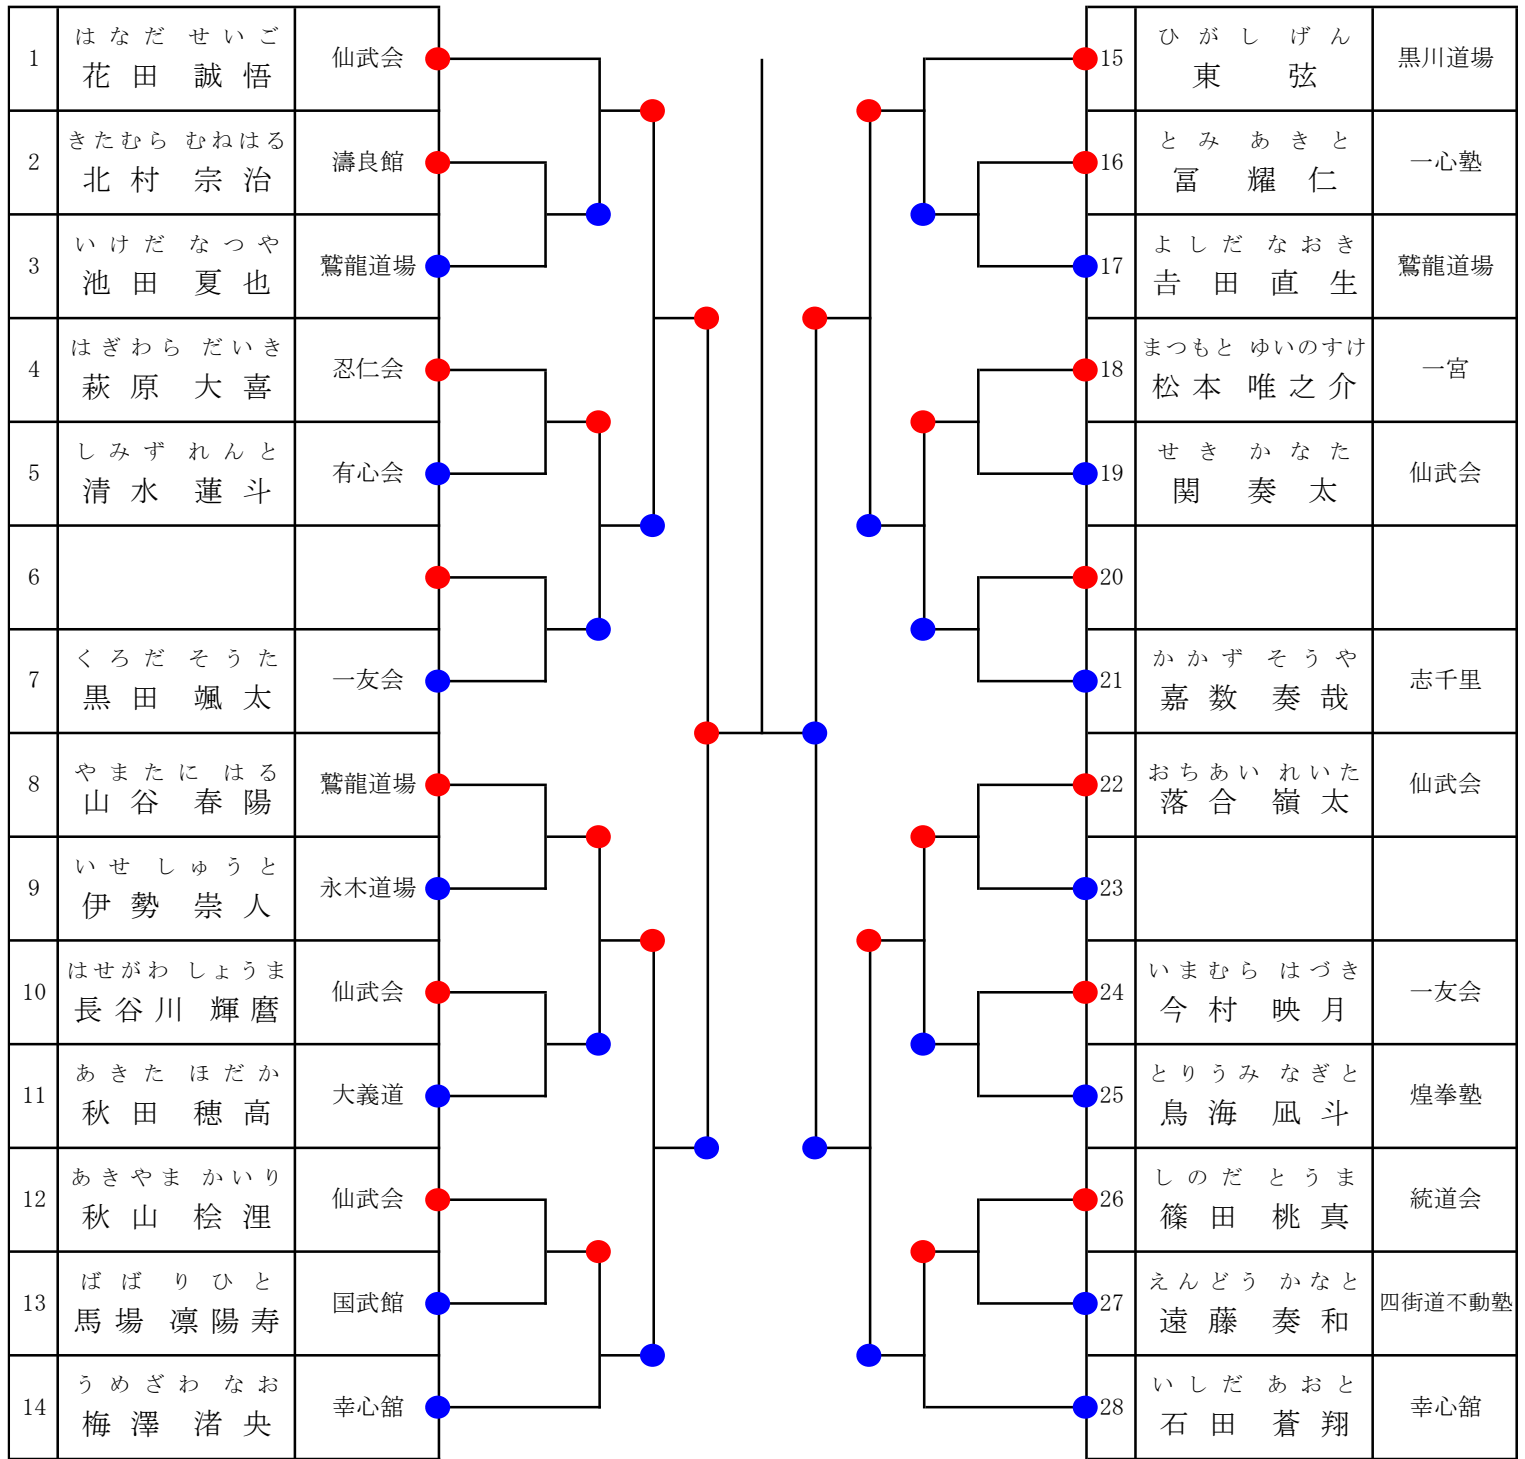 1
はなだ せいご
花田 誠悟
仙武会
2
きたむら むねはる
北村 宗治
濤良館
3
いけだ なつや
池田 夏也
鷲龍道場
4
はぎわら だいき
萩原 大喜
忍仁会
5
しみず れんと
清水 蓮斗
有心会
6
7
くろだ そうた
黒田 颯太
一友会
8
やまたに はる
山谷 春陽
鷲龍道場
9
いせ しゅうと
伊勢 崇人
永木道場
10
はせがわ しょうま
長谷川 輝麿
仙武会
11
あきた ほだか
秋田 穂高
大義道
12
あきやま かいり
秋山 桧浬
仙武会
13
ばば りひと
馬場 凛陽寿
国武館
14
うめざわ なお
梅澤 渚央
幸心舘
15
ひがし げん
東 弦
黒川道場
16
とみ あきと
冨 耀仁
一心塾
17
よしだ なおき
𠮷田 直生
鷲龍道場
18
まつもと ゆいのすけ
松本 唯之介
一宮
19
せき かなた
関 奏太
仙武会
20
21
かかず そうや
嘉数 奏哉
志千里
22
おちあい れいた
落合 嶺太
仙武会
23
24
いまむら はづき
今村 映月
一友会
25
とりうみ なぎと
鳥海 凪斗
煌拳塾
26
しのだ とうま
篠田 桃真
統道会
27
えんどう かなと
遠藤 奏和
四街道不動塾
28
いしだ あおと
石田 蒼翔
幸心舘